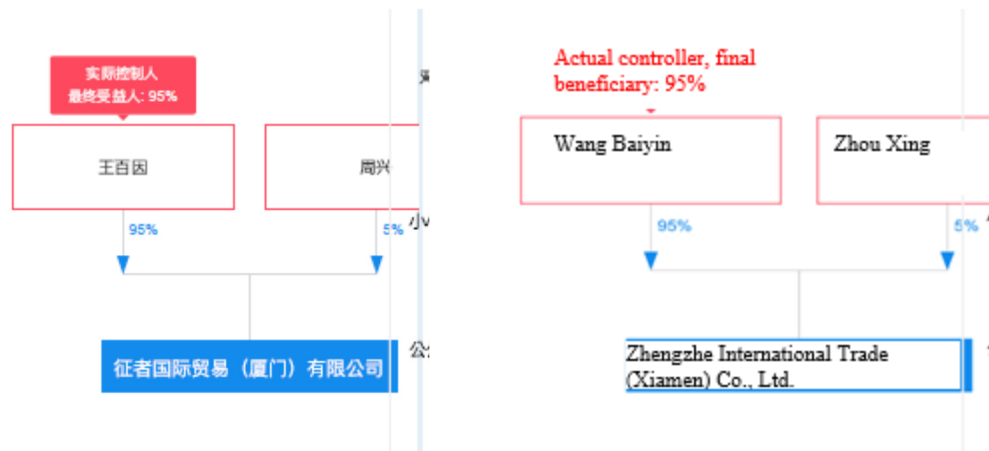 实际控制人
最终受益人: 95%
王百因
周兴
95%
5%
征者国际贸易（厦门）有限公司
Actual controller, final
beneficiary: 95%
Wang Baiyin
Zhou Xing
95%
5%
Zhengzhe International Trade
(Xiamen) Co., Ltd.